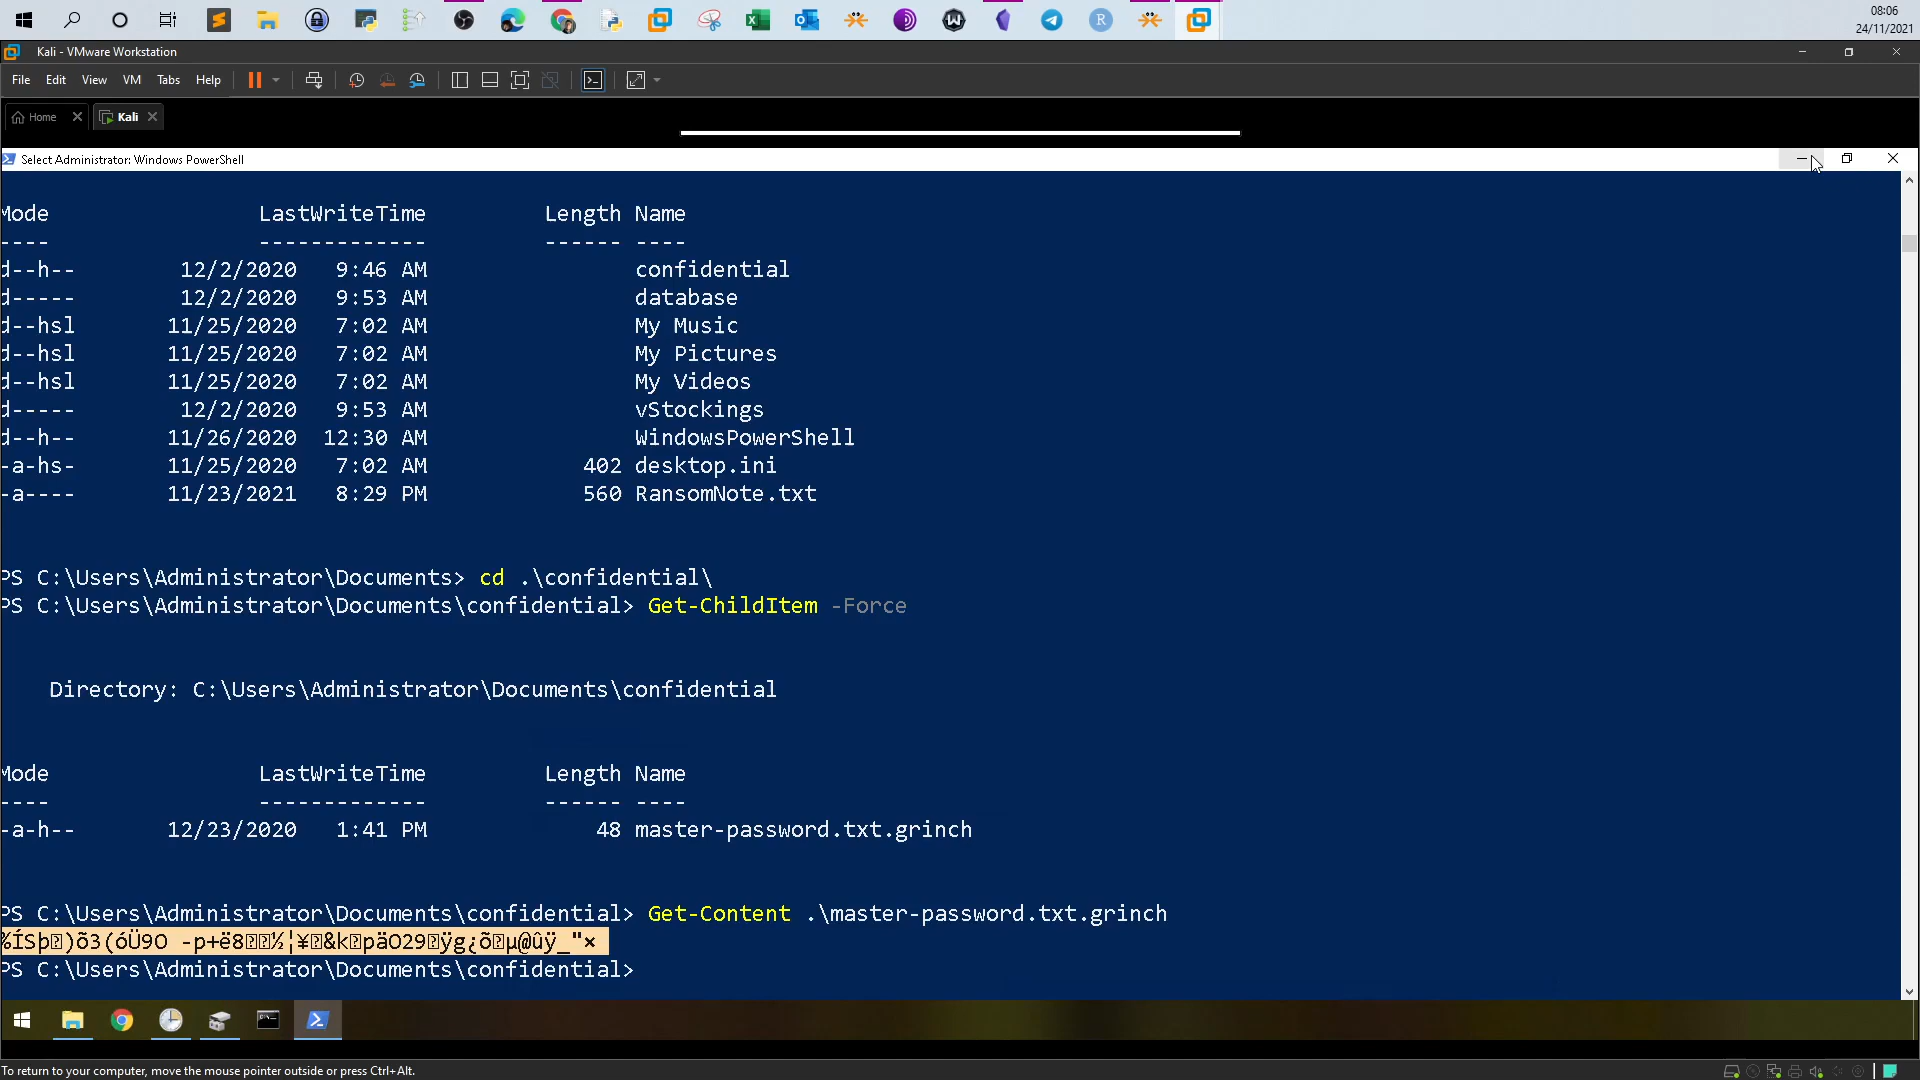 08:06
24/11/2021
Kali - VMware Workstation
File Edit View VM Tabs Help
Home Kali
Select Administrator: Windows PowerShell
Mode LastWriteTime Length Name
---- ------------- ------ ----
d--h-- 12/2/2020 9:46 AM confidential
d----- 12/2/2020 9:53 AM database
d--hsl 11/25/2020 7:02 AM My Music
d--hsl 11/25/2020 7:02 AM My Pictures
d--hsl 11/25/2020 7:02 AM My Videos
d----- 12/2/2020 9:53 AM vStockings
d--h-- 11/26/2020 12:30 AM WindowsPowerShell
-a-hs- 11/25/2020 7:02 AM 402 desktop.ini
-a---- 11/23/2021 8:29 PM 560 RansomNote.txt
PS C:\Users\Administrator\Documents> cd .\confidential\
PS C:\Users\Administrator\Documents\confidential> Get-ChildItem -Force
Directory: C:\Users\Administrator\Documents\confidential
Mode LastWriteTime Length Name
---- ------------- ------ ----
-a-h-- 12/23/2020 1:41 PM 48 master-password.txt.grinch
PS C:\Users\Administrator\Documents\confidential> Get-Content .\master-password.txt.grinch
PS C:\Users\Administrator\Documents\confidential>
To return to your computer, move the mouse pointer outside or press Ctrl+Alt.